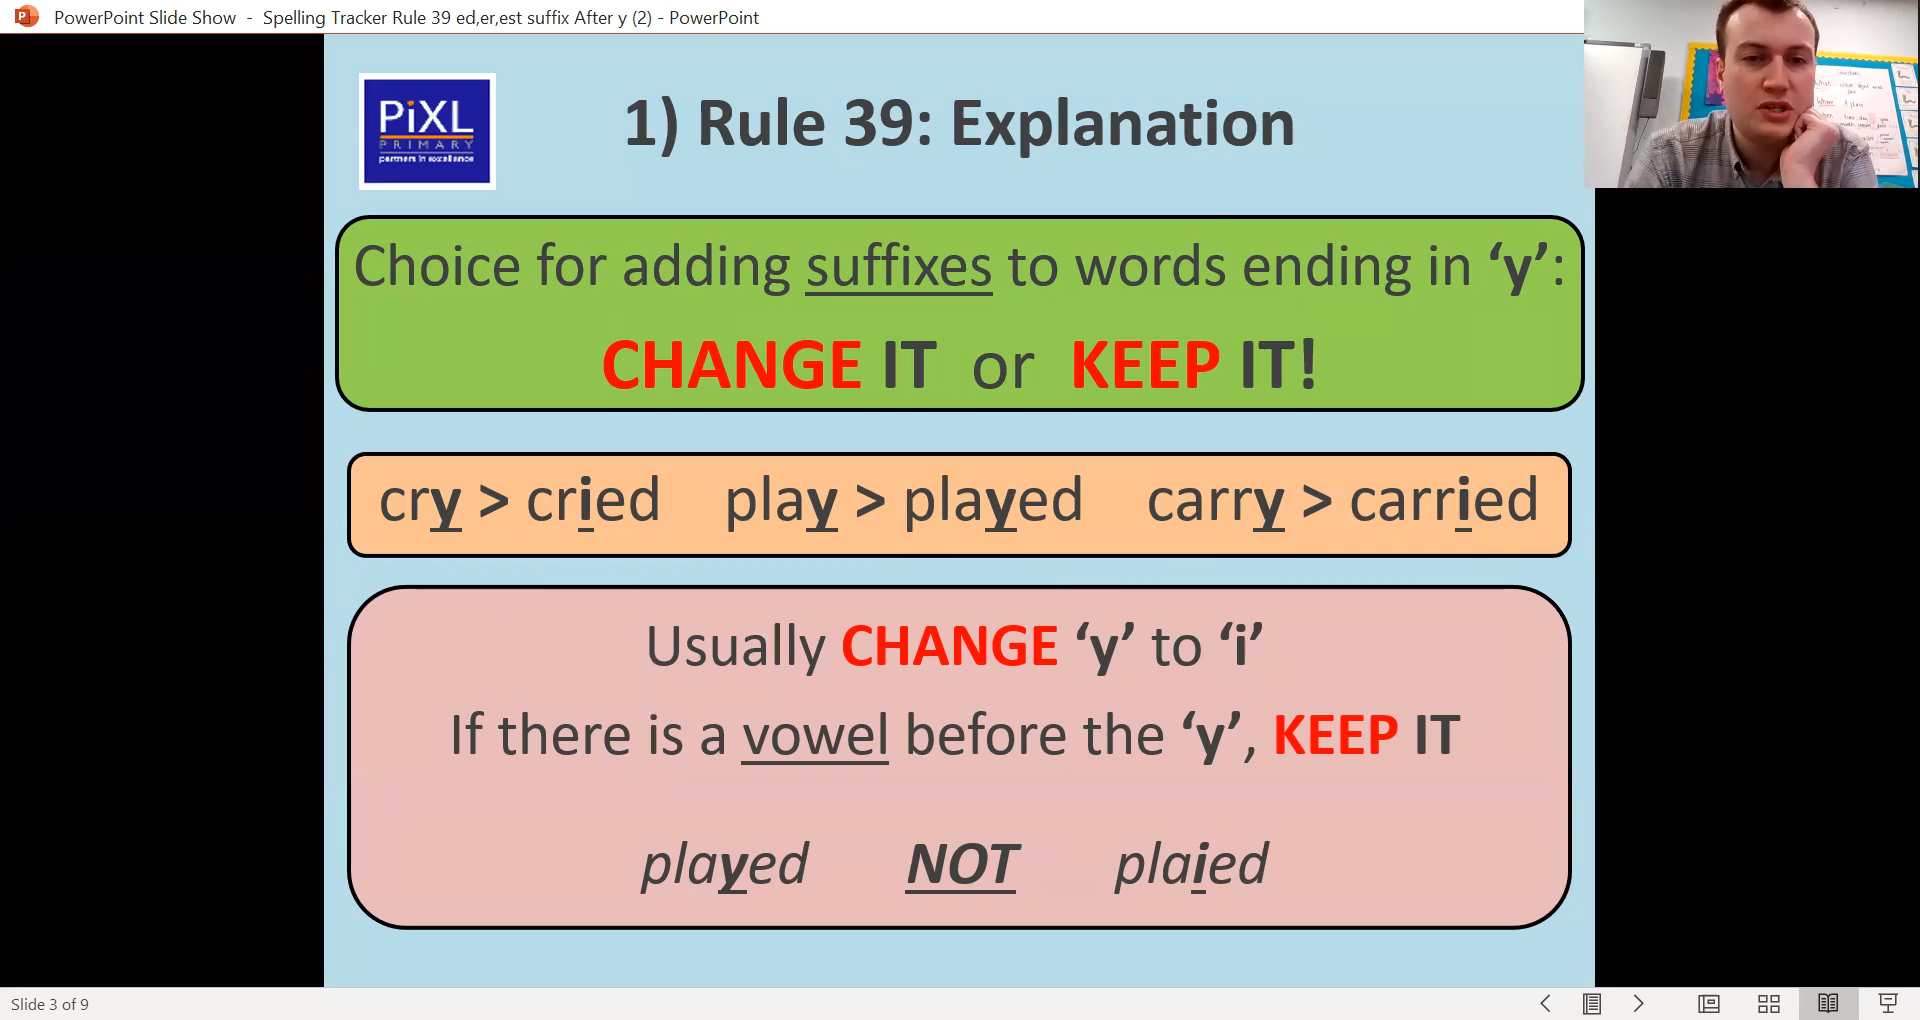 PowerPoint Slide Show - Spelling Tracker Rule 39 ed,er,est suffix After y (2) - PowerPoint
PiXL
PRIMARY
partners in excellence
1) Rule 39: Explanation
Choice for adding suffixes to words ending in ‘y’:
CHANGE IT or KEEP IT!
cry > cried play > played carry > carried
Usually CHANGE ‘y’ to ‘i’
If there is a vowel before the ‘y’, KEEP IT
played NOT plaied
Slide 3 of 9